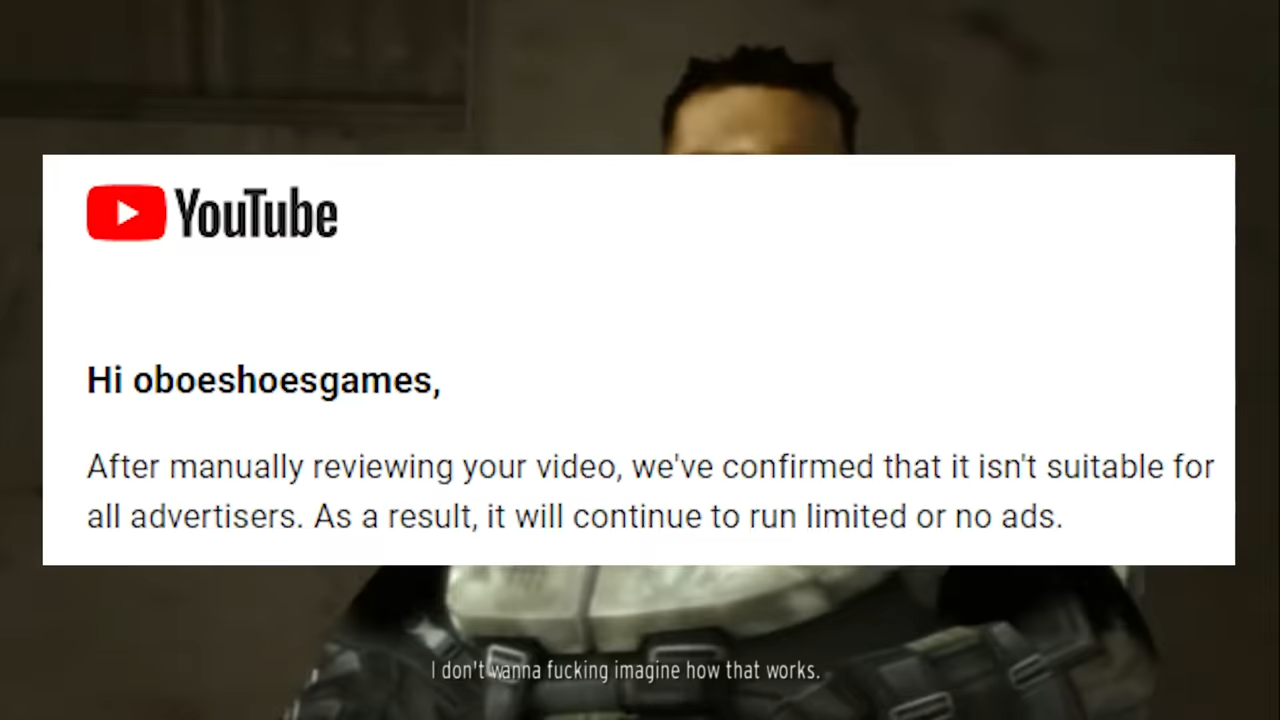 YouTube
Hi oboeshoesgames,
After manually reviewing your video, we've confirmed that it isn't suitable for
all advertisers. As a result, it will continue to run limited or no ads.
I don't wanna fucking imagine how that works.